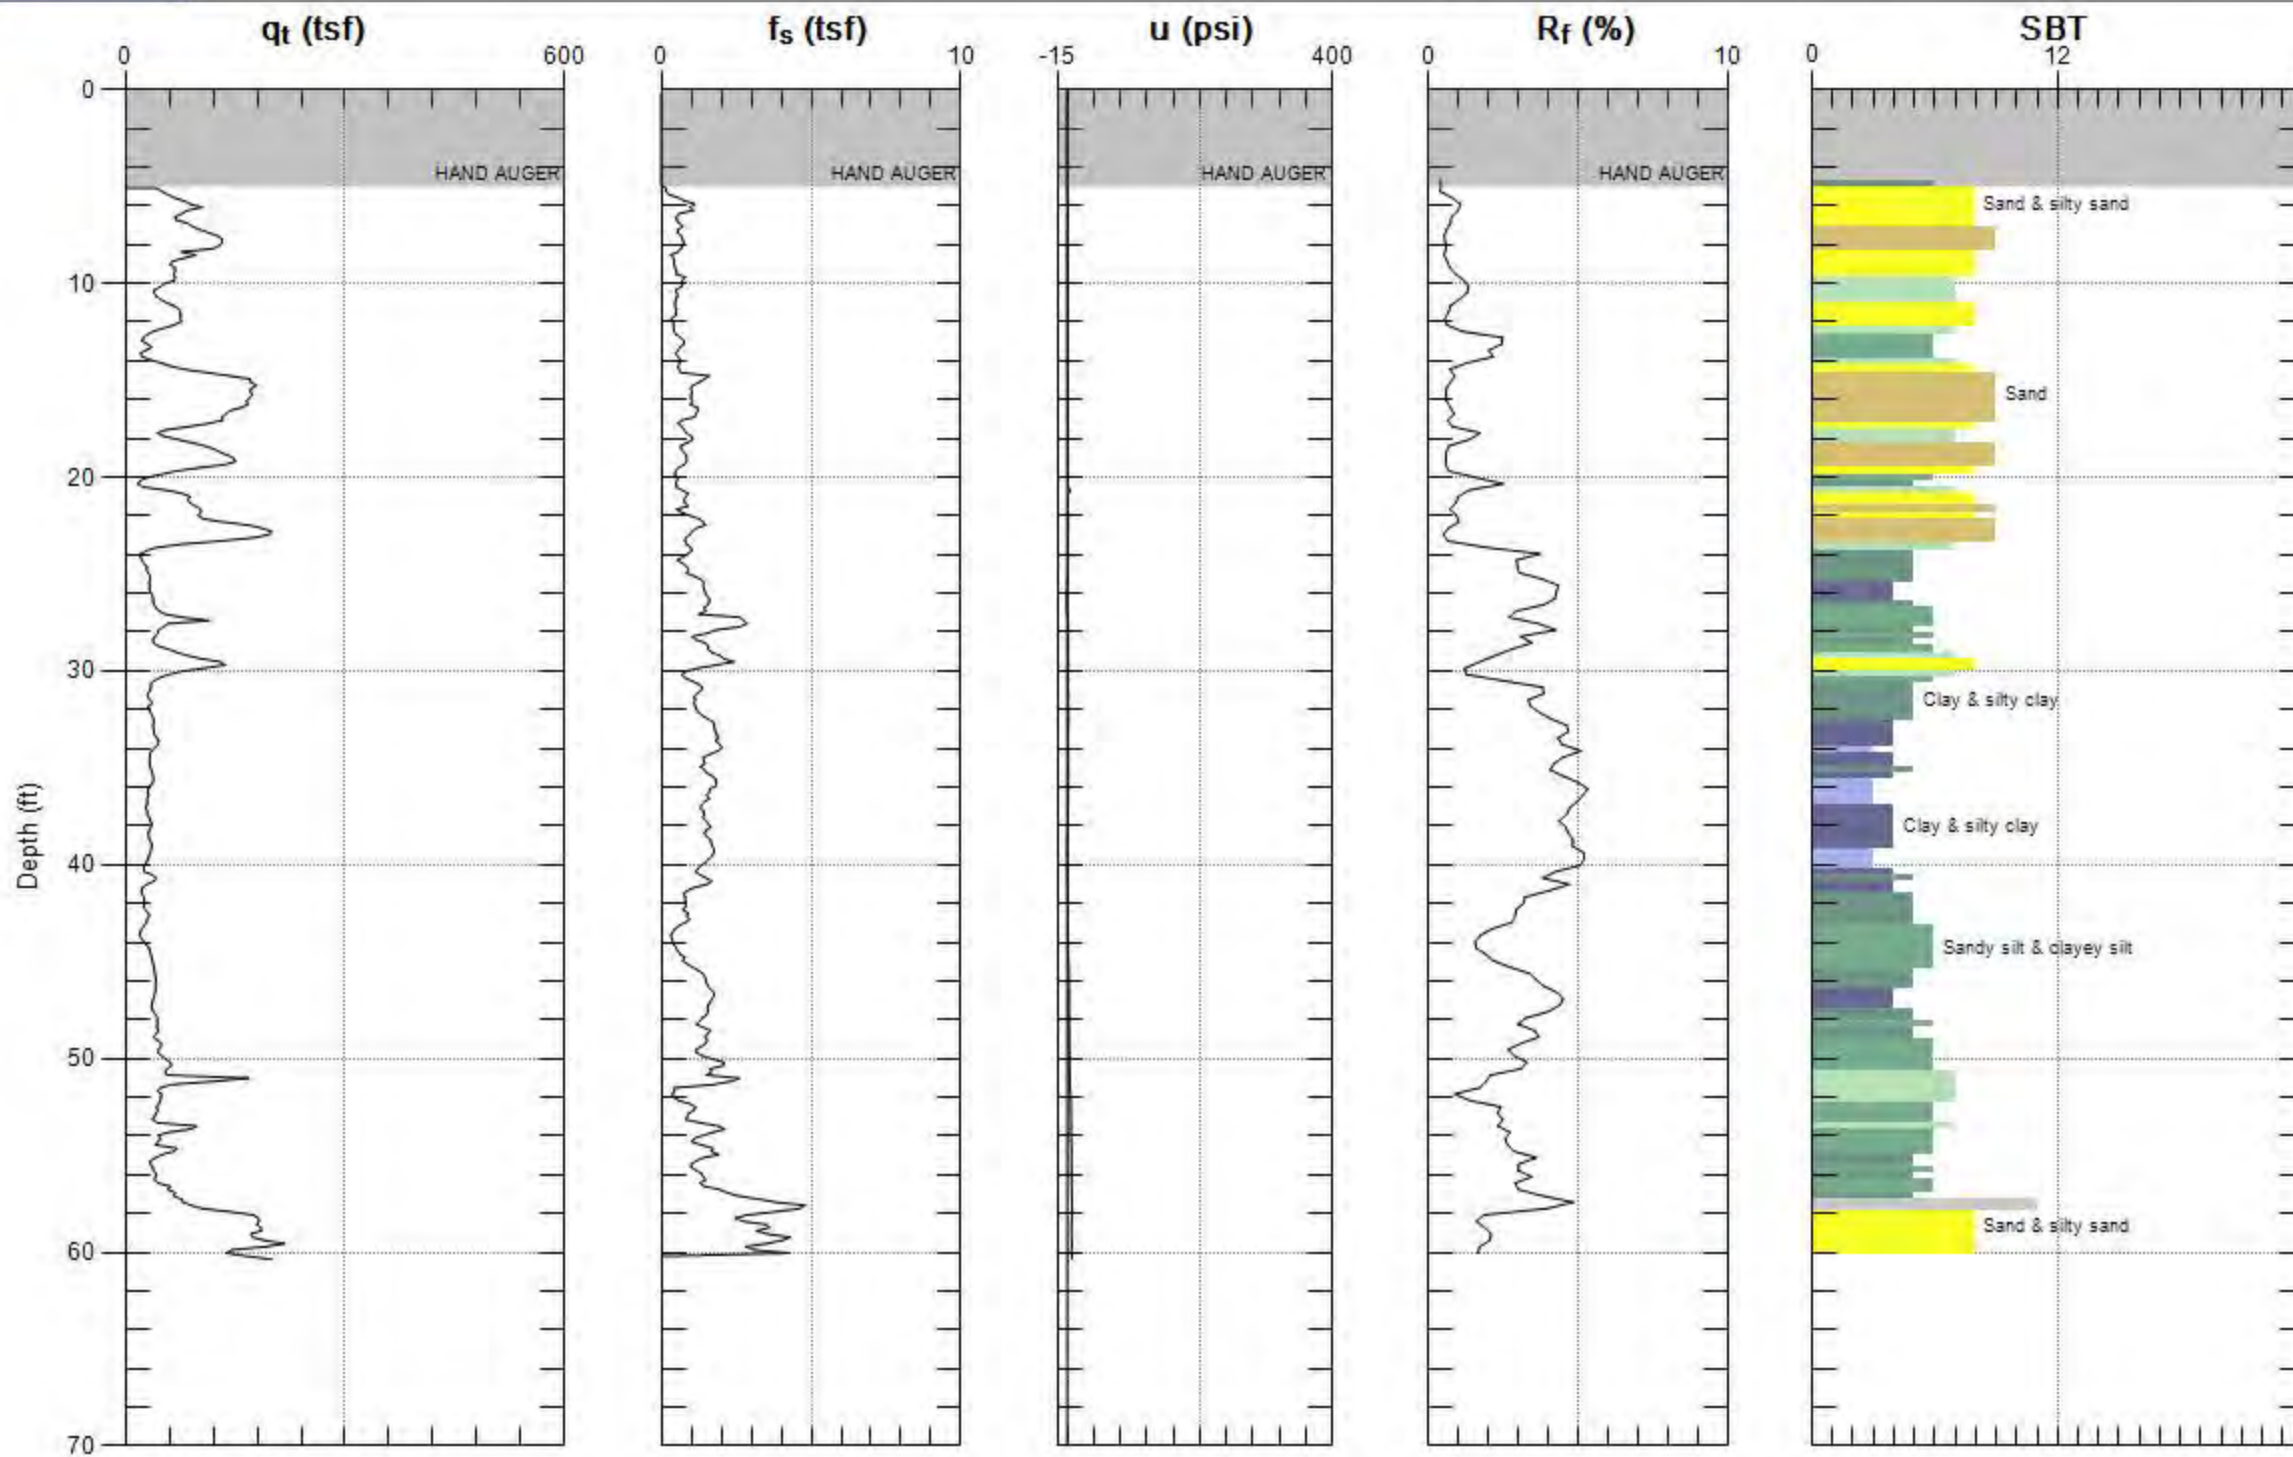 qt (tsf) fs (tsf) u (psi) Rf (%) SBT
0 600 0 10 -15 400 0 10 0 12
0
HAND AUGER HAND AUGER HAND AUGER HAND AUGER
Sand & silty sand
10
Sand
20
30
Clay & silty clay
Clay & silty clay
Depth (ft)
40
Sandy silt & clayey silt
50
Sand & silty sand
60
70